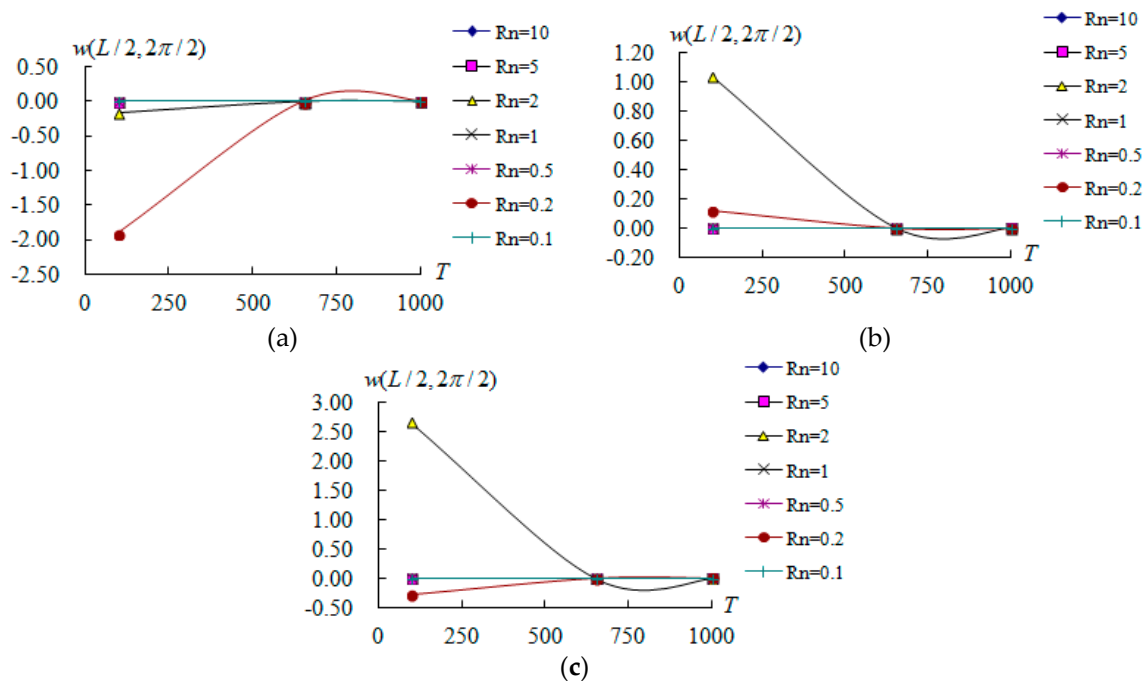 w(L/2,2π/2)
0.50
0.00
-0.50
-1.00
-1.50
-2.00
-2.50
0 250 500 750 1000
T
Rn=10
Rn=5
Rn=2
Rn=1
Rn=0.5
Rn=0.2
Rn=0.1
(a)
w(L/2,2π/2)
1.20
1.00
0.80
0.60
0.40
0.20
0.00
-0.20
0 250 500 750 1000
T
Rn=10
Rn=5
Rn=2
Rn=1
Rn=0.5
Rn=0.2
Rn=0.1
(b)
w(L/2,2π/2)
3.00
2.50
2.00
1.50
1.00
0.50
0.00
-0.50
0 250 500 750 1000
T
Rn=10
Rn=5
Rn=2
Rn=1
Rn=0.5
Rn=0.2
Rn=0.1
(c)